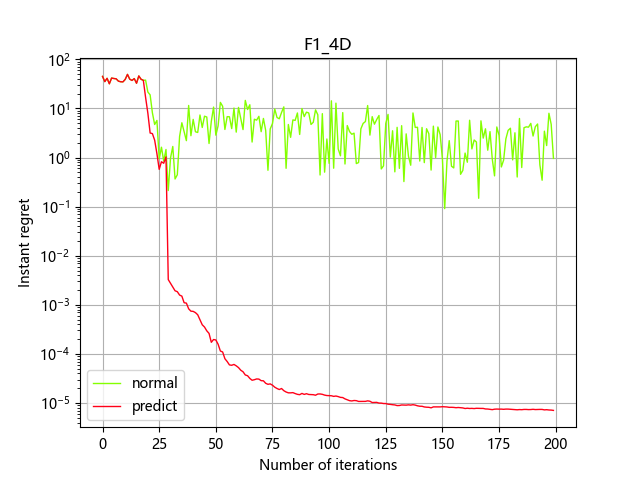 F1_4D
Instant regret
10²
10¹
10⁰
10⁻¹
10⁻²
10⁻³
10⁻⁴
10⁻⁵
normal
predict
0 25 50 75 100 125 150 175 200
Number of iterations